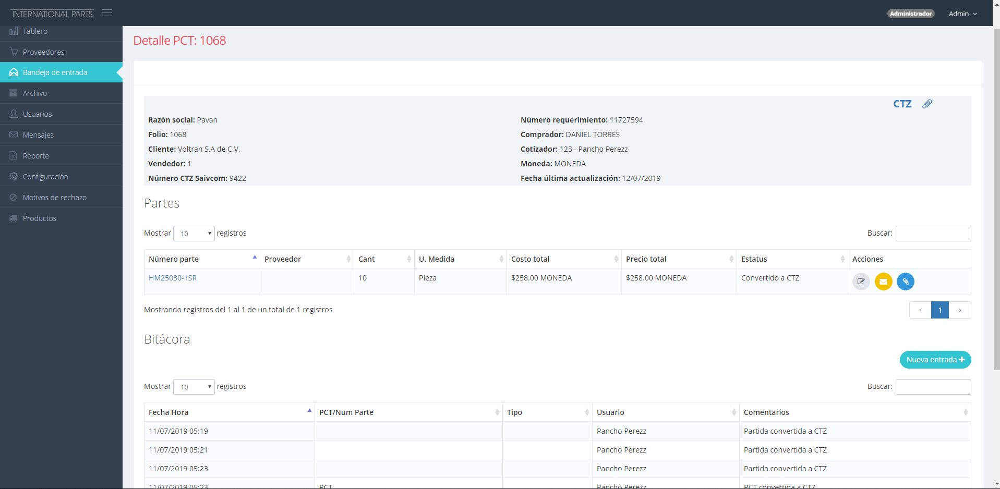 INTERNATIONAL PARTS
Administrador
Admin
Tablero
Proveedores
Bandeja de entrada
Archivo
Usuarios
Mensajes
Reporte
Configuración
Motivos de rechazo
Productos
Detalle PCT: 1068
CTZ
Razón social: Pavan
Número requerimiento: 11727594
Folio: 1068
Comprador: DANIEL TORRES
Cliente: Voltran S.A de C.V.
Cotizador: 123 - Pancho Perezz
Vendedor: 1
Moneda: MONEDA
Número CTZ Saivcom: 9422
Fecha última actualización: 12/07/2019
Partes
Mostrar 10 registros
Buscar:
Número parte Proveedor Cant U. Medida Costo total Precio total Estatus Acciones
HM25030-1SR 10 Pieza $258.00 MONEDA $258.00 MONEDA Convertido a CTZ
Mostrando registros del 1 al 1 de un total de 1 registros
1
Bitácora
Nueva entrada
Mostrar 10 registros
Buscar:
Fecha Hora PCT/Num Parte Tipo Usuario Comentarios
11/07/2019 05:19 Pancho Perezz Partida convertida a CTZ
11/07/2019 05:21 Pancho Perezz Partida convertida a CTZ
11/07/2019 05:23 Pancho Perezz Partida convertida a CTZ
11/07/2019 05:23 PCT Pancho Perezz PCT convertida a CTZ